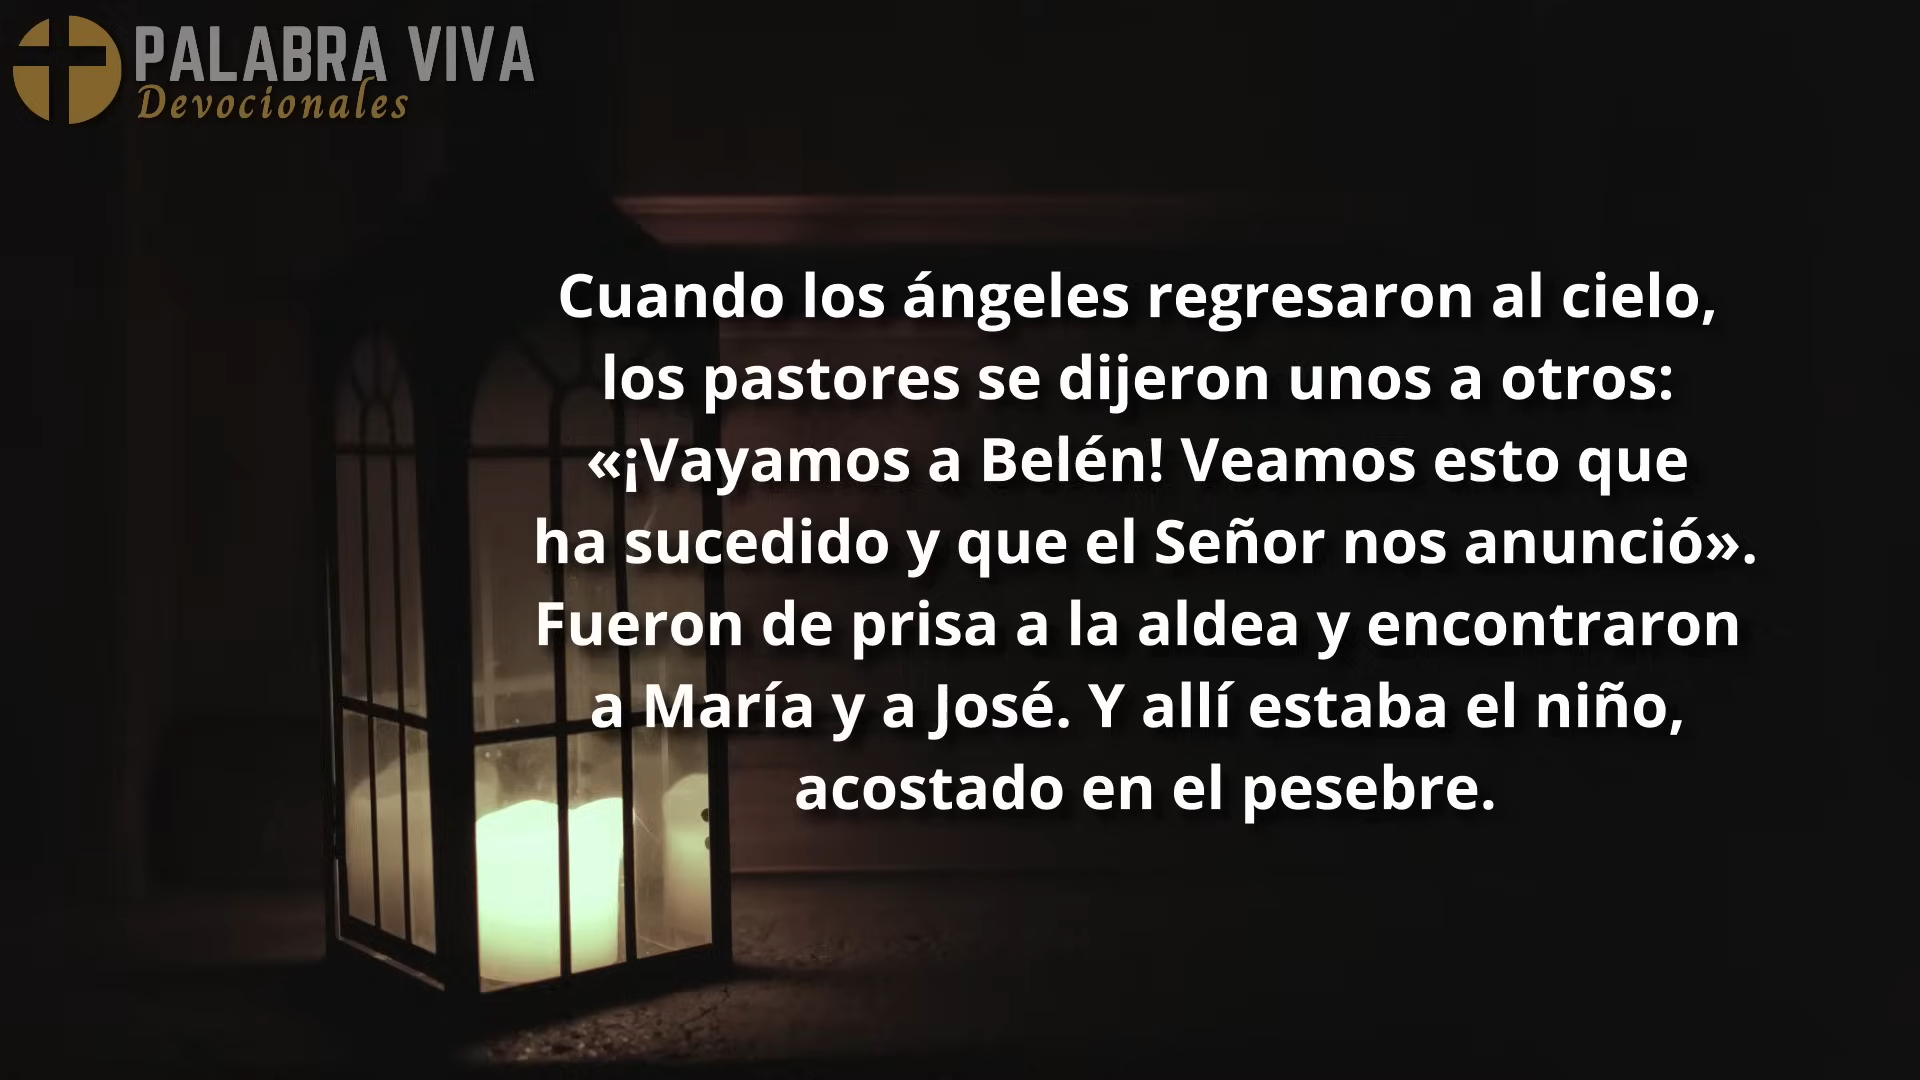 PALABRA VIVA
Devocionales
Cuando los ángeles regresaron al cielo,
los pastores se dijeron unos a otros:
«¡Vayamos a Belén! Veamos esto que
ha sucedido y que el Señor nos anunció».
Fueron de prisa a la aldea y encontraron
a María y a José. Y allí estaba el niño,
acostado en el pesebre.